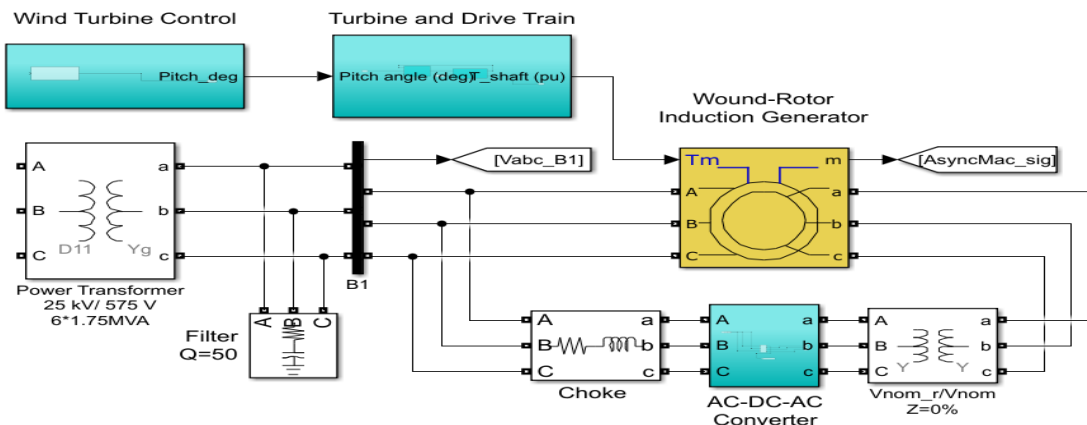 Wind Turbine Control
Turbine and Drive Train
Pitch_deg
Pitch angle (deg)
T_shaft (pu)
Wound-Rotor
Induction Generator
[Vabc_B1]
Tm
m
[AsyncMac_sig]
A
B
C
a
b
c
D11
Yg
A
B
C
a
b
c
Power Transformer
25 kV/ 575 V
6*1.75MVA
B1
A
B
C
Filter
Q=50
A
B
C
a
b
c
Choke
A
B
C
a
b
c
AC-DC-AC
Converter
A
B
C
a
b
c
Y
Y
Vnom_r/Vnom
Z=0%